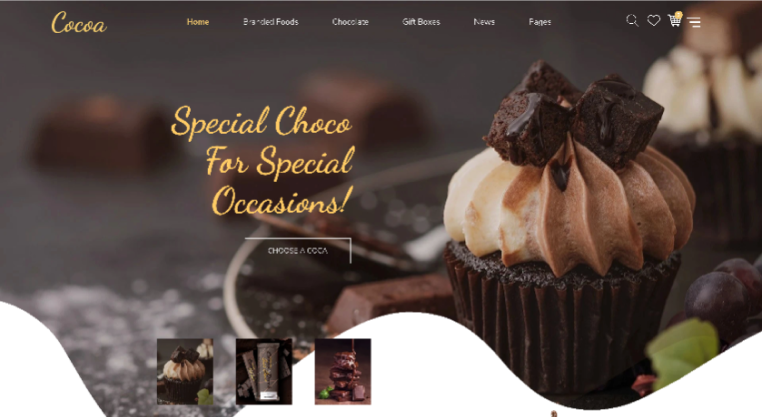 Cocoa
Home Branded Foods Chocolate Gift Boxes News Pages
Special Choco
For Special
Occasions!
CHOOSE A COCA